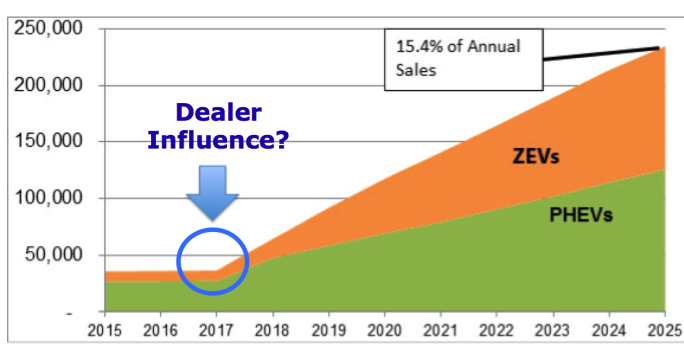 250,000
200,000
150,000
100,000
50,000
-
15.4% of Annual
Sales
Dealer
Influence?
ZEVs
PHEVs
2015 2016 2017 2018 2019 2020 2021 2022 2023 2024 2025